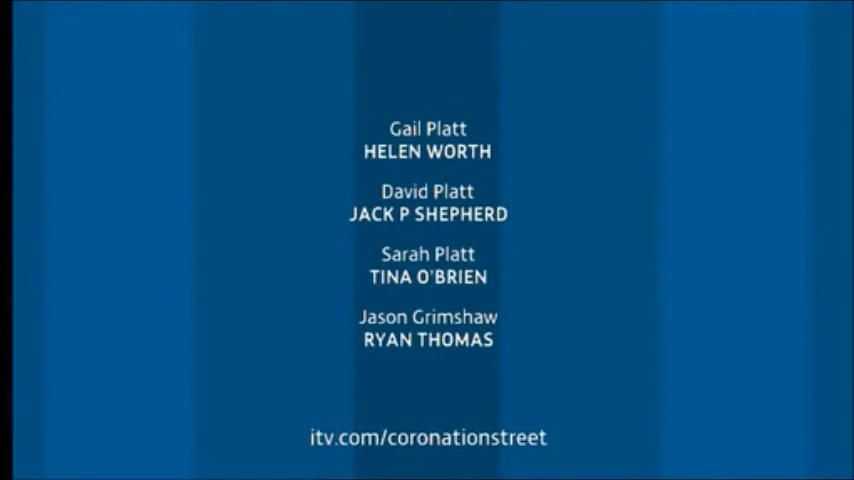 Gail Platt
HELEN WORTH
David Platt
JACK P SHEPHERD
Sarah Platt
TINA O'BRIEN
Jason Grimshaw
RYAN THOMAS
itv.com/coronationstreet